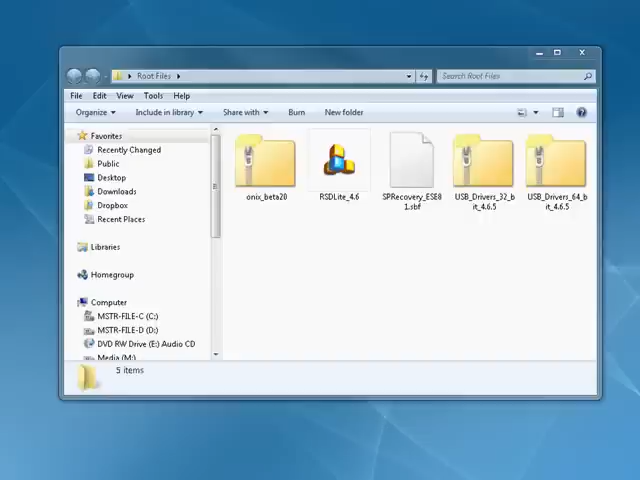 Root Files
Search Root Files
File Edit View Tools Help
Organize Include in library Share with Burn New folder
Favorites
Recently Changed
Public
Desktop
Downloads
Dropbox
Recent Places
Libraries
Homegroup
Computer
MSTR-FILE-C (C:)
MSTR-FILE-D (D:)
DVD RW Drive (E:) Audio CD
Media (M:)
onix_beta20
RSDLite_4.6
SPRecovery_ESE8
1.sbf
USB_Drivers_32_b
it_4.6.5
USB_Drivers_64_b
it_4.6.5
5 items